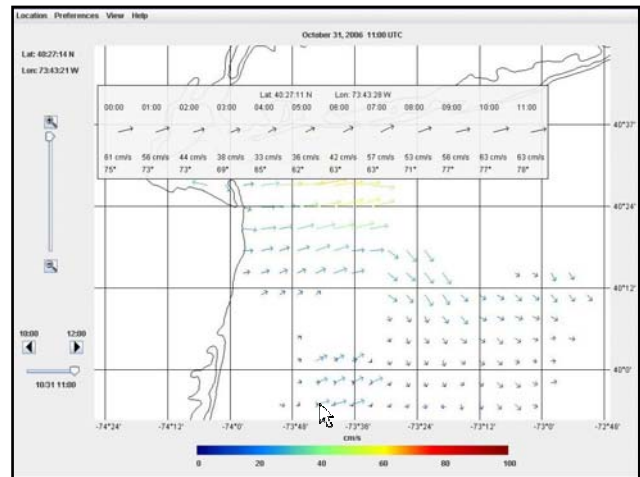 Location Preferences View Help
October 31, 2006 11:00 UTC
Lat: 40:27:14 N
Lon: 73:43:21 W
Lat: 40:27:11 N Lon: 73:43:28 W
00:00 01:00 02:00 03:00 04:00 05:00 06:00 07:00 08:00 09:00 10:00 11:00
61 cm/s 56 cm/s 44 cm/s 38 cm/s 33 cm/s 36 cm/s 42 cm/s 57 cm/s 53 cm/s 56 cm/s 63 cm/s 63 cm/s
75° 73° 73° 69° 65° 62° 63° 63° 71° 77° 77° 78°
40°37'
40°24'
40°12'
40°0'
10:00 12:00
10/31 11:00
-74°24' -74°12' -74°0' -73°48' -73°36' -73°24' -73°12' -73°0' -72°48'
cm/s
0 20 40 60 80 100